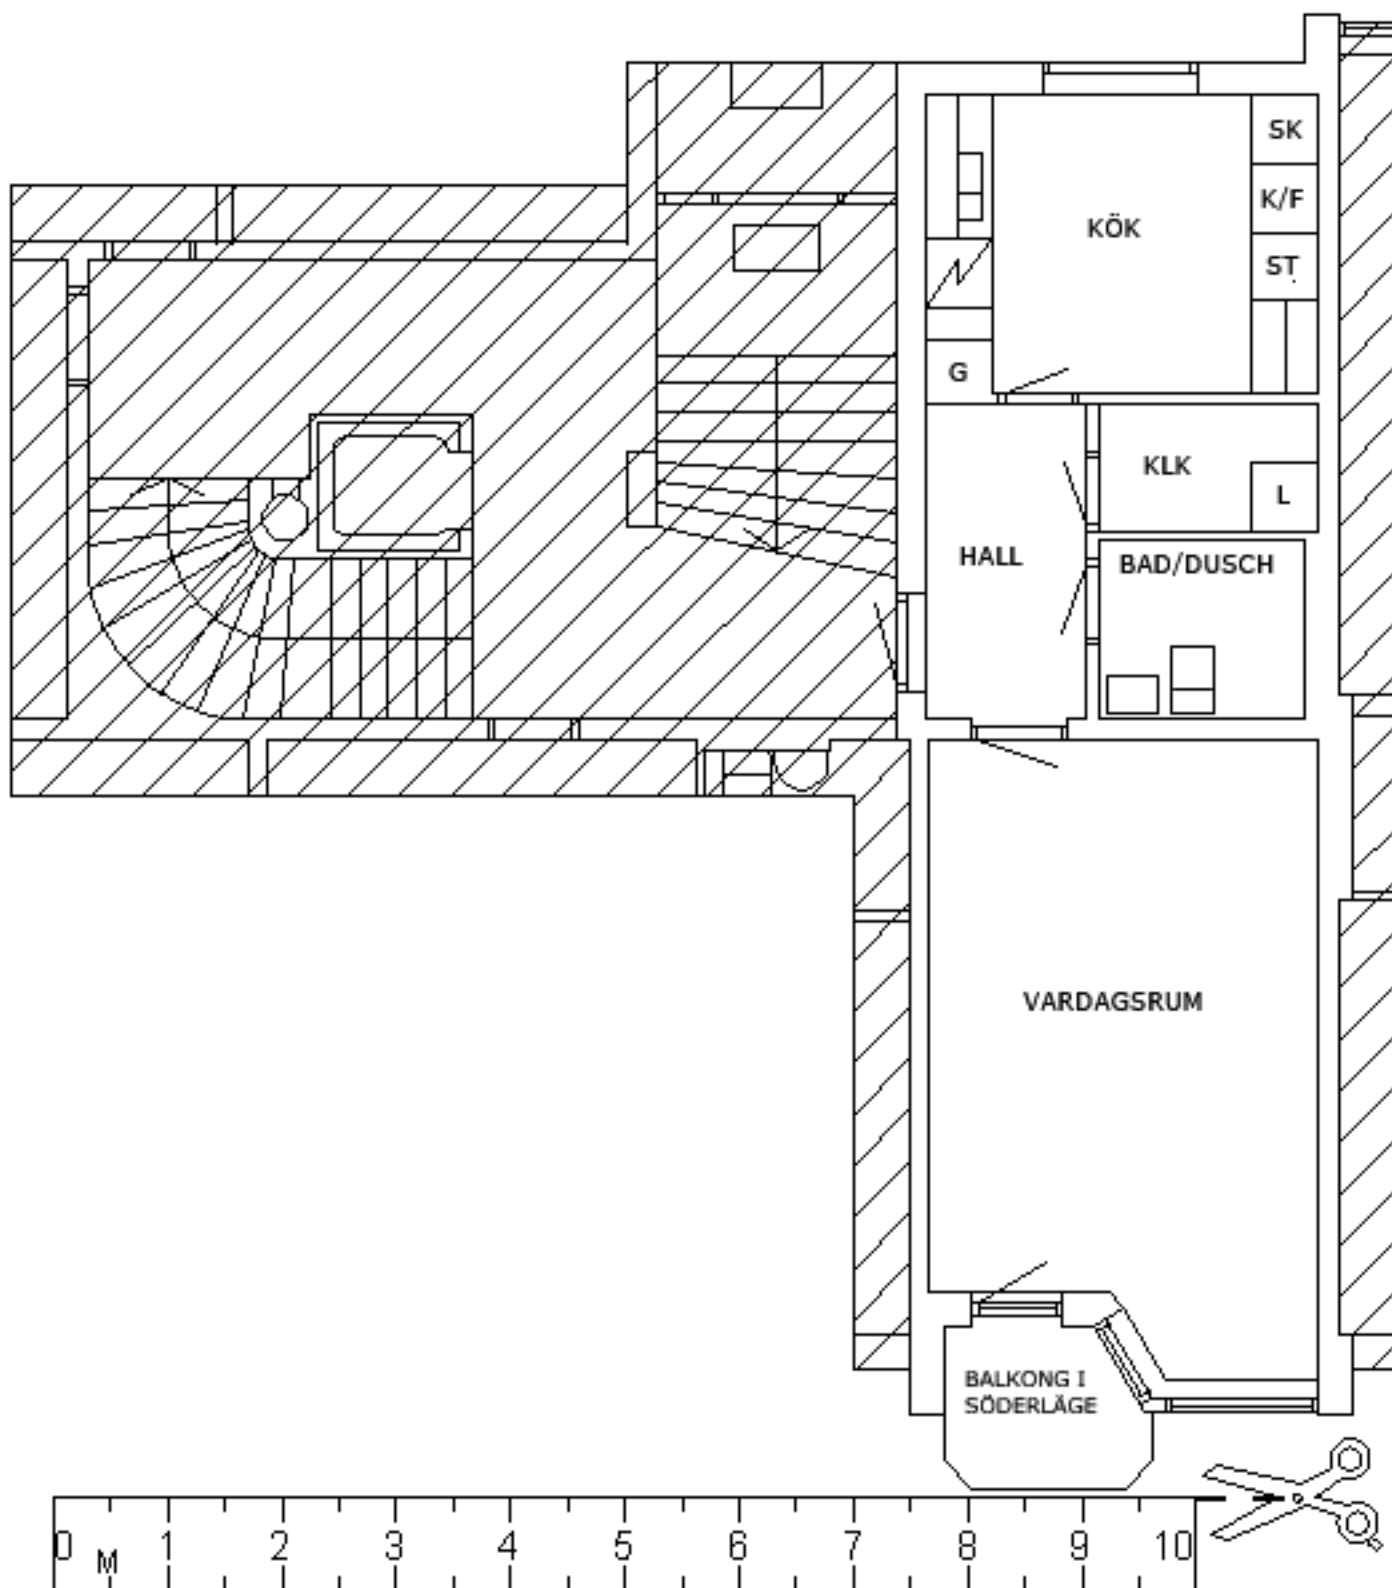 SK
K/F
KÖK
ST
G
KLK
L
HALL
BAD/DUSCH
VARDAGSRUM
BALKONG I
SÖDERLÄGE
0 M 1 2 3 4 5 6 7 8 9 10